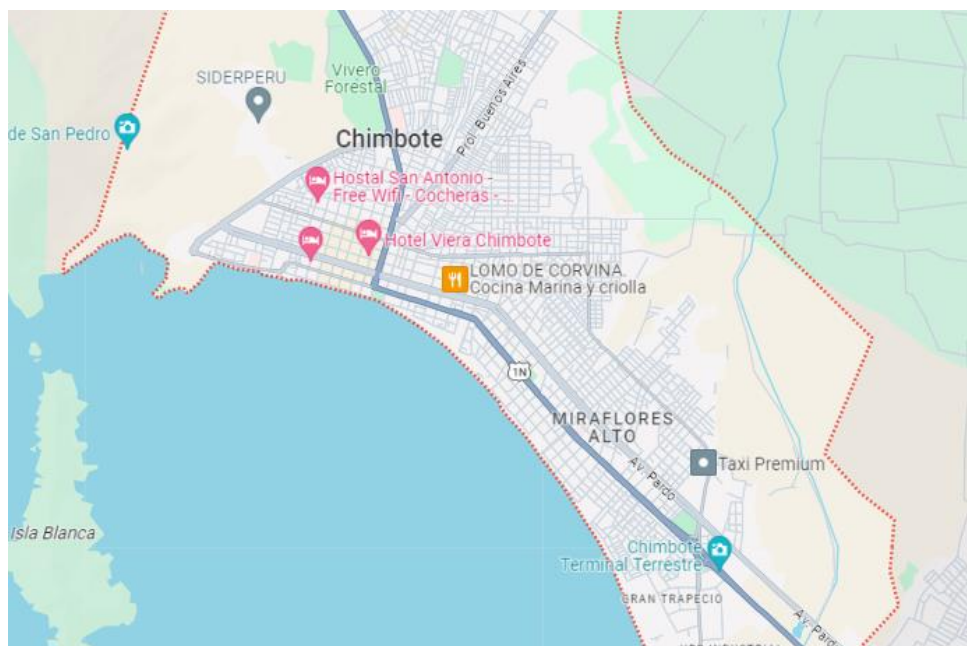 SIDERPERU
Vivero
Forestal
de San Pedro
Prol. Buenos Aires
Chimbote
Hostal San Antonio -
Free Wifi - Cocheras - ...
Hotel Viera Chimbote
LOMO DE CORVINA.
Cocina Marina y criolla
1N
MIRAFLORES
ALTO
Av. Pardo
Taxi Premium
Isla Blanca
Chimbote
Terminal Terrestre
GRAN TRAPECIO
Av. Pardo